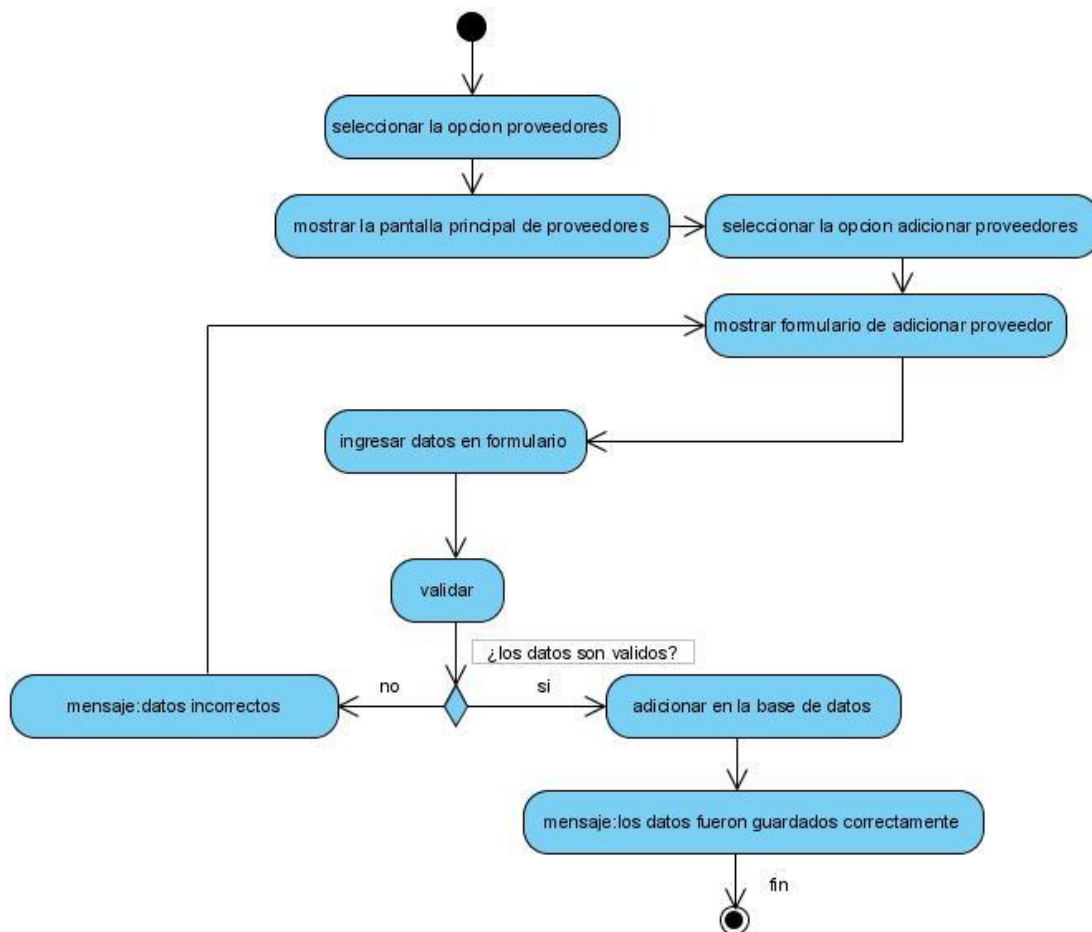 seleccionar la opcion proveedores
mostrar la pantalla principal de proveedores
seleccionar la opcion adicionar proveedores
mostrar formulario de adicionar proveedor
ingresar datos en formulario
validar
¿los datos son validos?
no
si
mensaje:datos incorrectos
adicionar en la base de datos
mensaje:los datos fueron guardados correctamente
fin